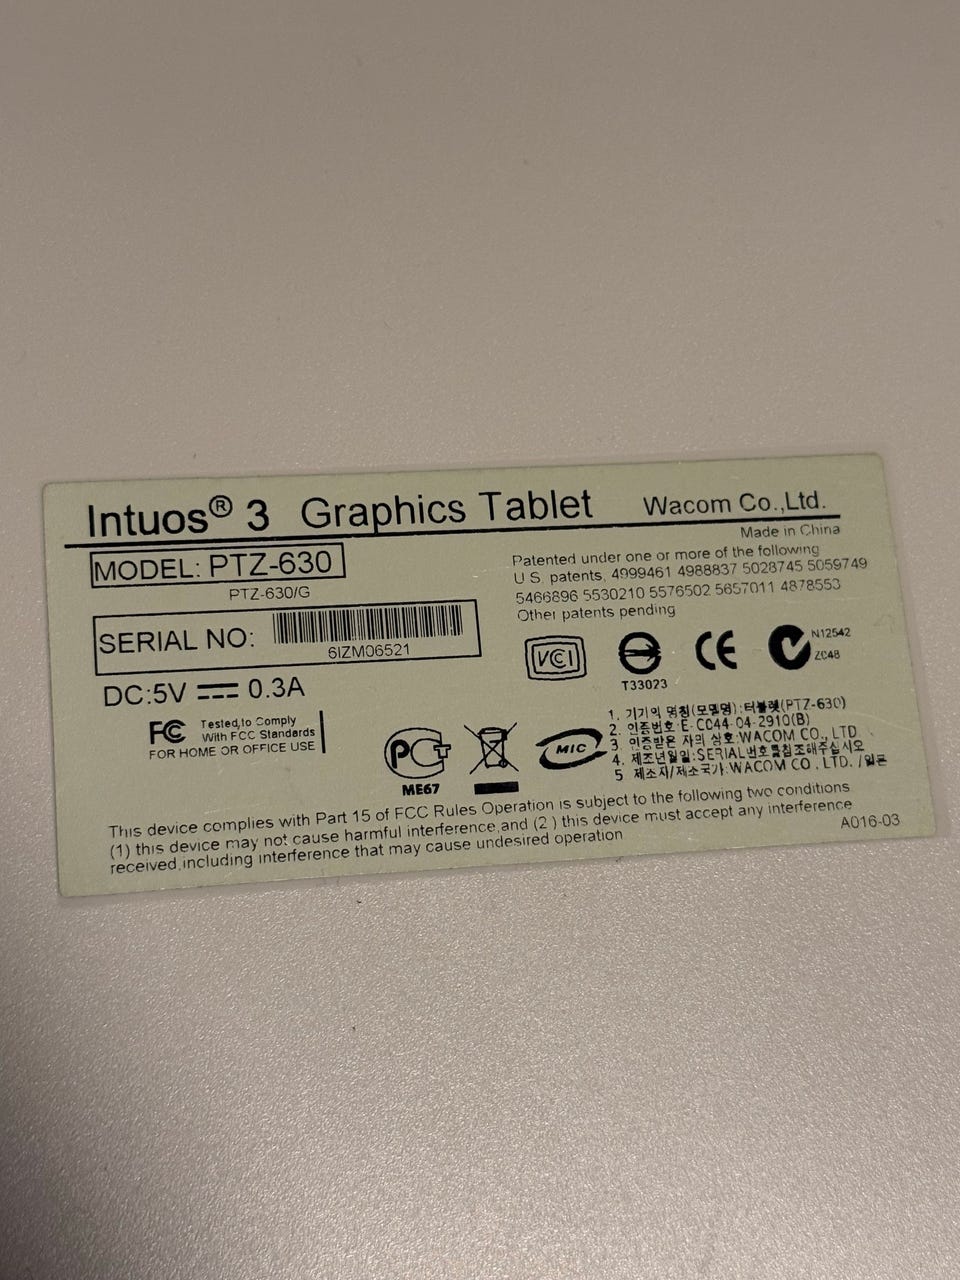 Intuos® 3 Graphics Tablet Wacom Co.,Ltd.
Made in China
MODEL: PTZ-630
PTZ-630/G
Patented under one or more of the following
U.S. patents, 4999461 4988837 5028745 5059749
5466896 5530210 5576502 5657011 4878553
Other patents pending
SERIAL NO:
6IZM06521
DC:5V 0.3A
VCI
T33023
CE
N12542
ZC48
FC Tested to Comply
With FCC Standards
FOR HOME OR OFFICE USE
PCT
ME67
MIC
1. 기기의 명칭(모델명):터블렛(PTZ-630)
2. 인증번호:E-C044-04-2910(B)
3. 인증받은 자의 상호:WACOM CO., LTD
4. 제조년월일:SERIAL번호를참조해주십시오
5 제조자/제조국가:WACOM CO., LTD. /일본
This device complies with Part 15 of FCC Rules Operation is subject to the following two conditions
(1) this device may not cause harmful interference,and (2) this device must accept any interference
received,including interference that may cause undesired operation
A016-03